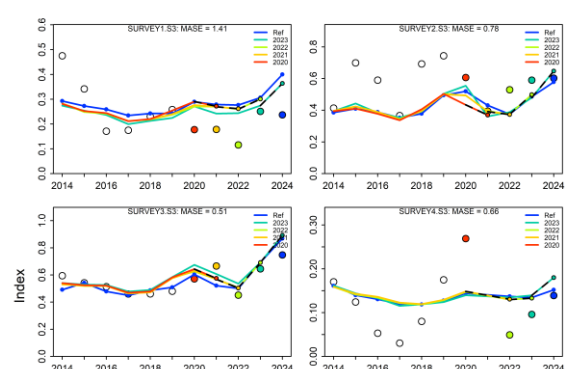 SURVEY1.S3: MASE = 1.41
Ref
2023
2022
2021
2020
0.0 0.1 0.2 0.3 0.4 0.5 0.6
2014 2016 2018 2020 2022 2024
SURVEY2.S3: MASE = 0.78
Ref
2023
2022
2021
2020
0.0 0.2 0.4 0.6 0.8
2014 2016 2018 2020 2022 2024
Index
SURVEY3.S3: MASE = 0.51
Ref
2023
2022
2021
2020
0.0 0.2 0.4 0.6 0.8 1.0
2014 2016 2018 2020 2022 2024
SURVEY4.S3: MASE = 0.66
Ref
2023
2022
2021
2020
0.00 0.10 0.20 0.30
2014 2016 2018 2020 2022 2024